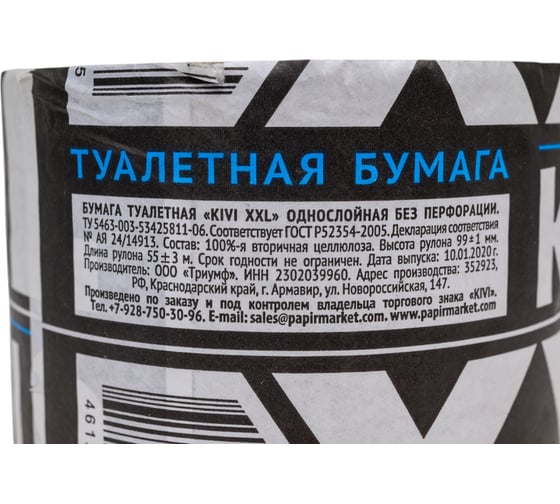 5
ТУАЛЕТНАЯ БУМАГА
БУМАГА ТУАЛЕТНАЯ «KIVI XXL» ОДНОСЛОЙНАЯ БЕЗ ПЕРФОРАЦИИ.
ТУ 5463-003-53425811-06. Соответствует ГОСТ Р52354-2005. Декларация соответствия
№ АЯ 24/14913. Состав: 100%-я вторичная целлюлоза. Высота рулона 99±1 мм.
Длина рулона 55±3 м. Срок годности не ограничен. Дата выпуска: 10.01.2020г.
Производитель: ООО «Триумф». ИНН 2302039960. Адрес производства: 352923,
РФ, Краснодарский край, г. Армавир, ул. Новороссийская, 147.
Произведено по заказу и под контролем владельца торгового знака «KIVI».
Тел.+7-928-750-30-96. E-mail: sales@papirmarket.com, www.papirmarket.com